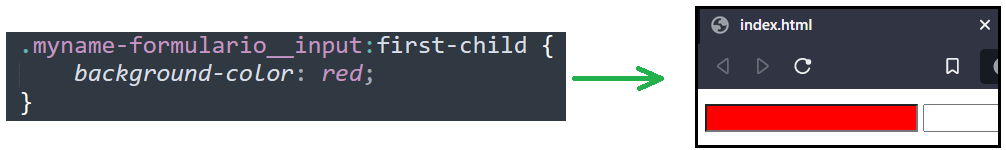 .myname-formulario__input:first-child {
background-color: red;
}
index.html